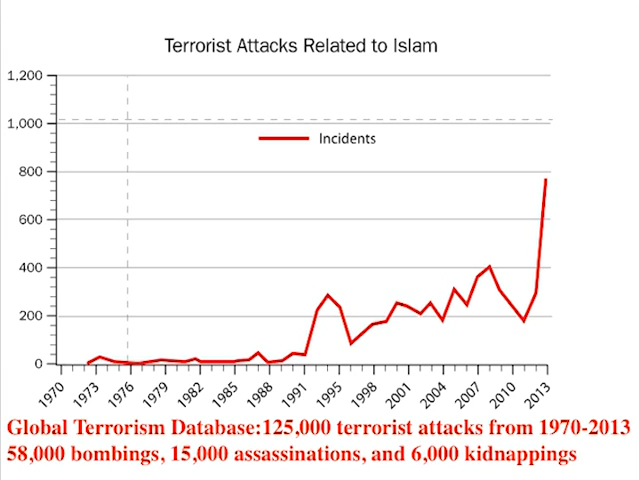 Terrorist Attacks Related to Islam
1,200
1,000
Incidents
800
600
400
200
0
1970 1973 1976 1979 1982 1985 1988 1991 1995 1998 2001 2004 2007 2010 2013
Global Terrorism Database:125,000 terrorist attacks from 1970-2013
58,000 bombings, 15,000 assassinations, and 6,000 kidnappings